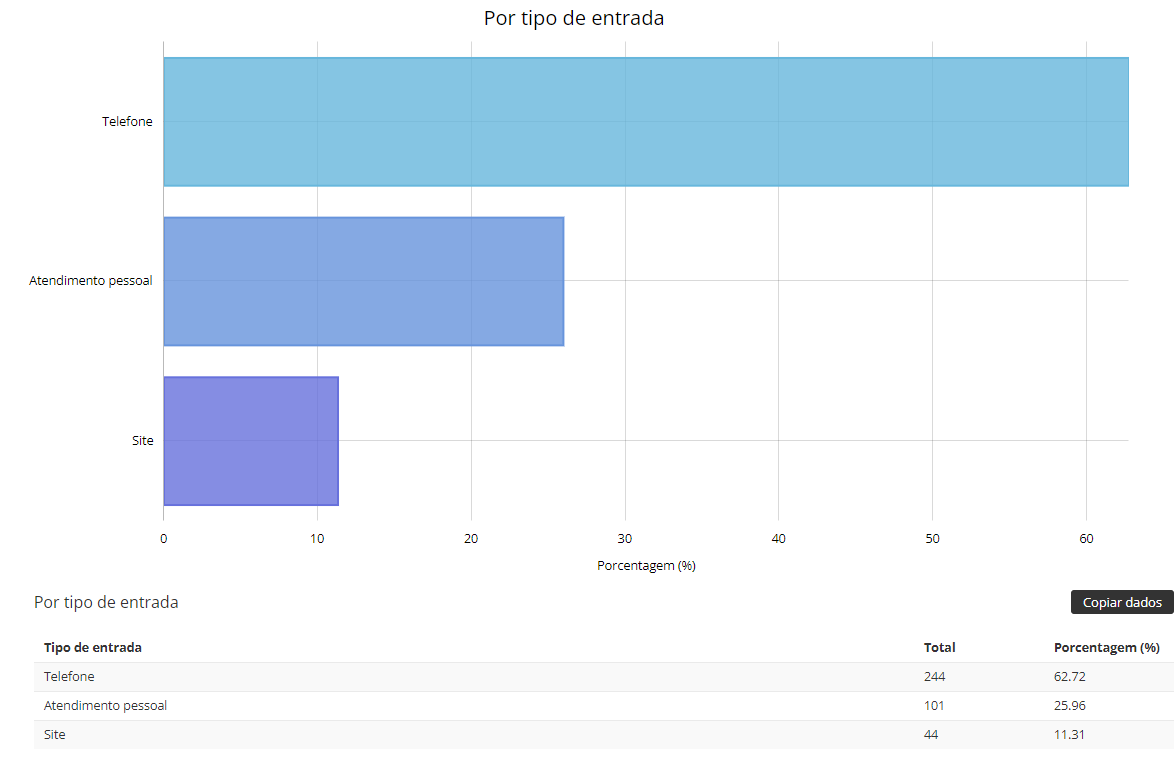 Por tipo de entrada
Telefone
Atendimento pessoal
Site
0 10 20 30 40 50 60
Porcentagem (%)
Por tipo de entrada Copiar dados
Tipo de entrada Total Porcentagem (%)
Telefone 244 62.72
Atendimento pessoal 101 25.96
Site 44 11.31